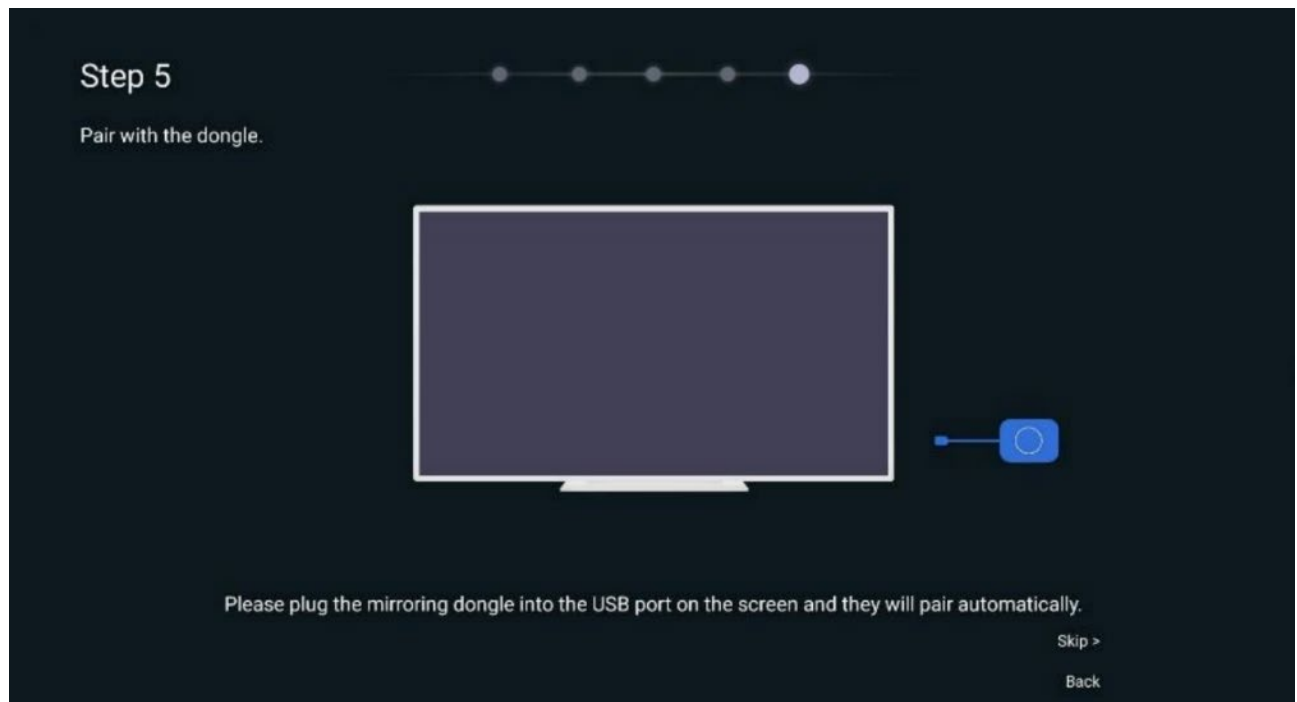 Step 5
Pair with the dongle.
Please plug the mirroring dongle into the USB port on the screen and they will pair automatically.
Skip >
Back